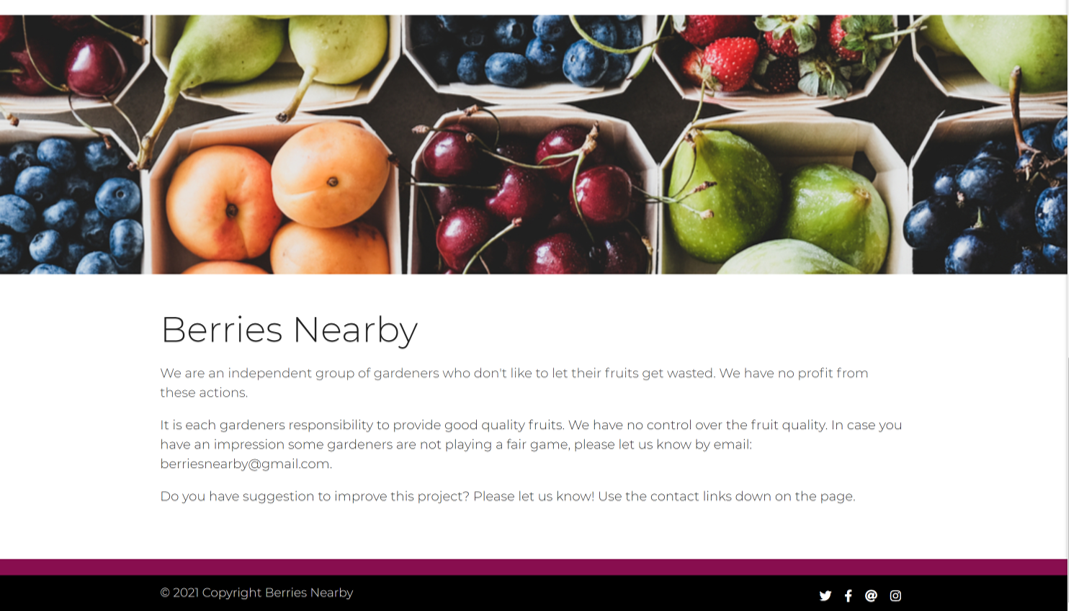 Berries Nearby
We are an independent group of gardeners who don't like to let their fruits get wasted. We have no profit from
these actions.
It is each gardeners responsibility to provide good quality fruits. We have no control over the fruit quality. In case you
have an impression some gardeners are not playing a fair game, please let us know by email:
berriesnearby@gmail.com.
Do you have suggestion to improve this project? Please let us know! Use the contact links down on the page.
© 2021 Copyright Berries Nearby